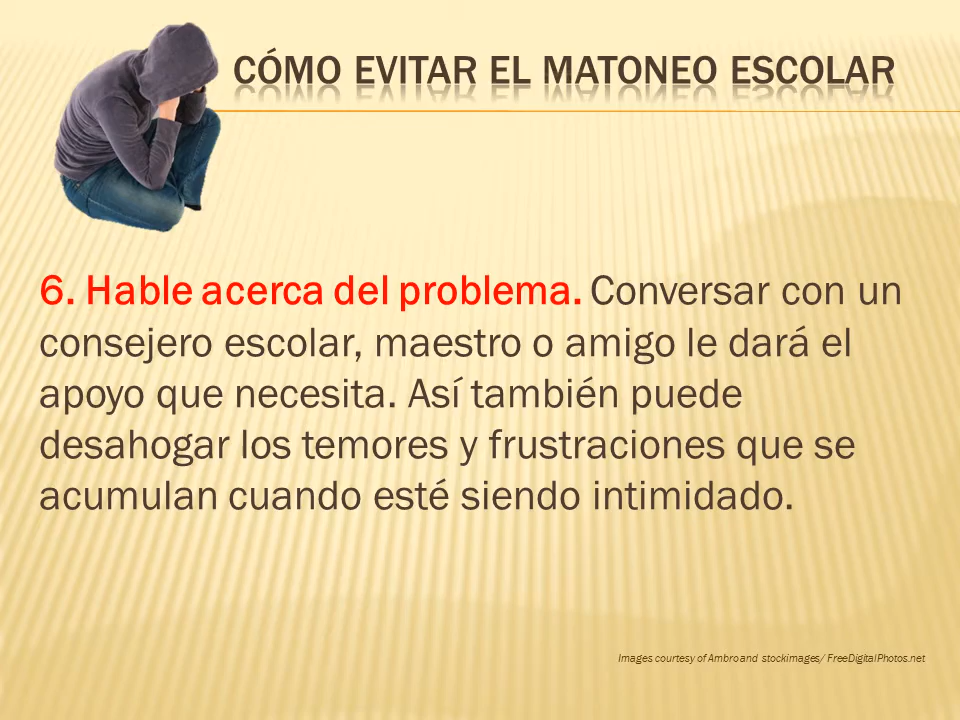 CÓMO EVITAR EL MATONEO ESCOLAR
6. Hable acerca del problema. Conversar con un
consejero escolar, maestro o amigo le dará el
apoyo que necesita. Así también puede
desahogar los temores y frustraciones que se
acumulan cuando esté siendo intimidado.
Images courtesy of Ambro and stockimages/ FreeDigitalPhotos.net